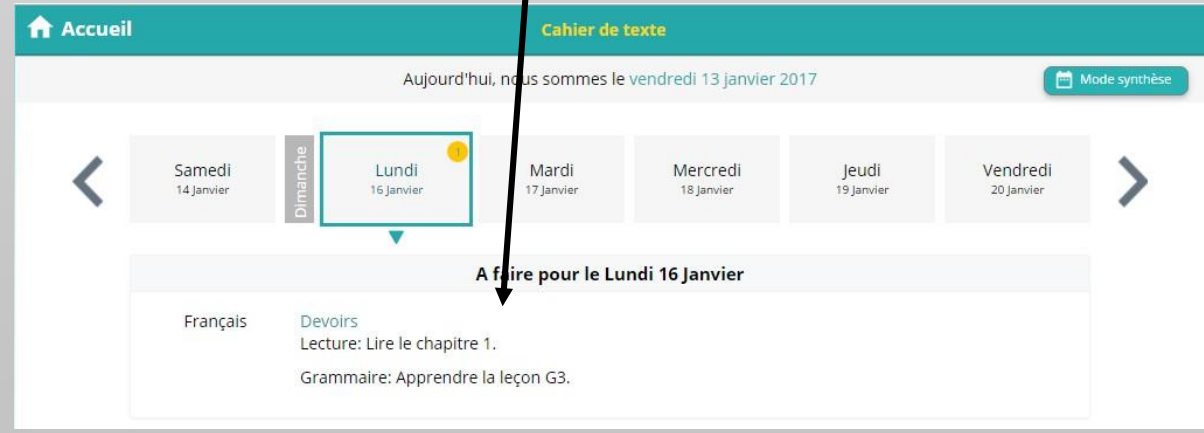 Accueil
Cahier de texte
Aujourd'hui, nous sommes le vendredi 13 janvier 2017
Mode synthèse
Samedi
14 Janvier
Dimanche
Lundi
16 Janvier
1
Mardi
17 Janvier
Mercredi
18 Janvier
Jeudi
19 Janvier
Vendredi
20 Janvier
A faire pour le Lundi 16 Janvier
Français
Devoirs
Lecture: Lire le chapitre 1.
Grammaire: Apprendre la leçon G3.